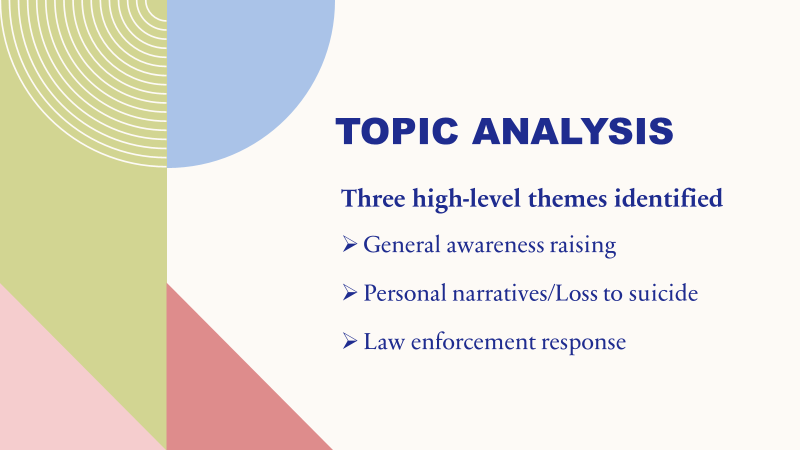 TOPIC ANALYSIS
Three high-level themes identified
➢ General awareness raising
➢ Personal narratives/Loss to suicide
➢ Law enforcement response